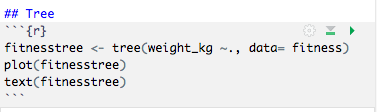 ## Tree
```{r}
fitnesstree <- tree(weight_kg ~., data= fitness)
plot(fitnesstree)
text(fitnesstree)
```